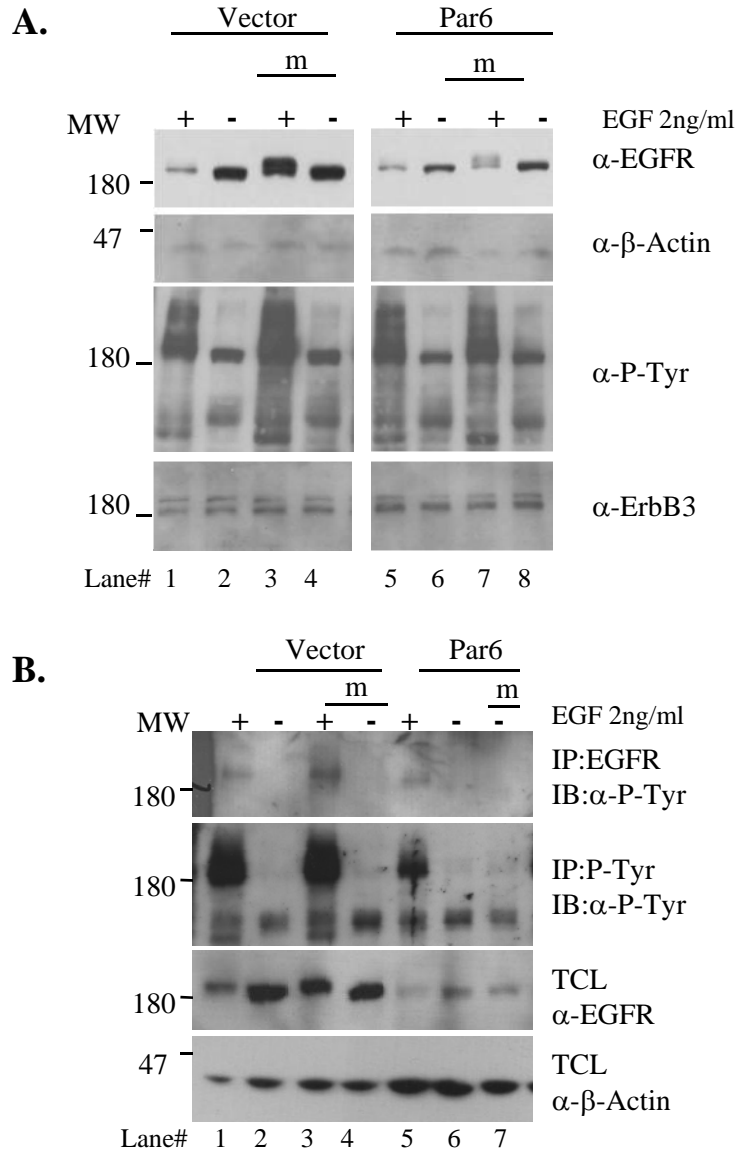 A.
Vector Par6
m m
MW + - + - + - + - EGF 2ng/ml
180 α-EGFR
47 α-β-Actin
180 α-P-Tyr
180 α-ErbB3
Lane# 1 2 3 4 5 6 7 8
B.
Vector Par6
m m
MW + - + - + - - EGF 2ng/ml
IP:EGFR
180 IB:α-P-Tyr
180 IP:P-Tyr
IB:α-P-Tyr
TCL
180 α-EGFR
47 TCL
α-β-Actin
Lane# 1 2 3 4 5 6 7